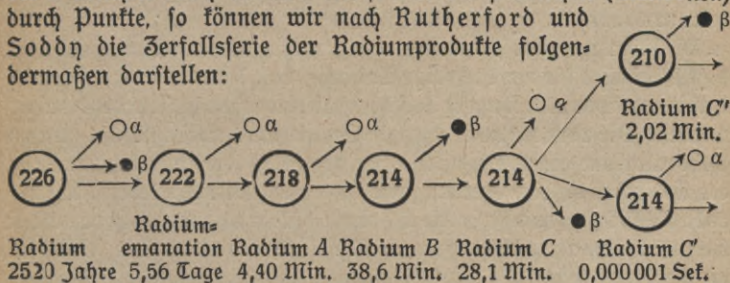 durch Punkte, so können wir nach Rutherford und
Soddy die Zerfallsserie der Radiumprodukte folgen=
dermaßen darstellen:
β
210
Radium C"
2,02 Min.
α α α β α
226 β 222 218 214 214
α
214
β
Radium
2520 Jahre
Radium=
emanation
5,56 Tage
Radium A
4,40 Min.
Radium B
38,6 Min.
Radium C
28,1 Min.
Radium C'
0,000001 Sek.